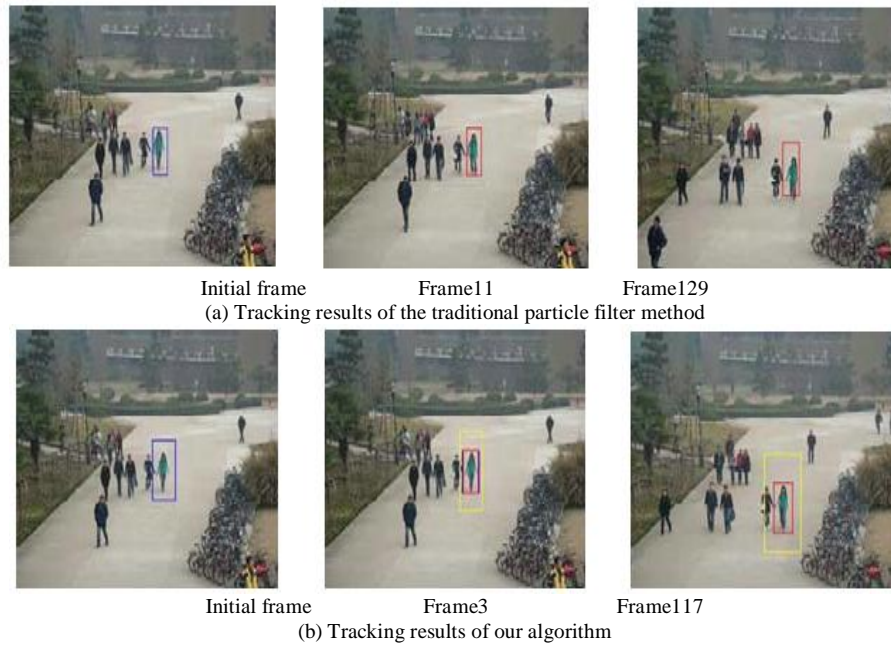 Initial frame Frame11 Frame129
(a) Tracking results of the traditional particle filter method
Initial frame Frame3 Frame117
(b) Tracking results of our algorithm